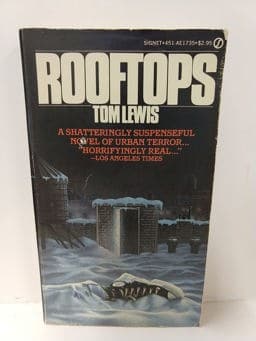 SIGNET•451-AE1735•$2.95
ROOFTOPS
TOM LEWIS
A SHATTERINGLY SUSPENSEFUL
NOVEL OF URBAN TERROR...
"HORRIFYINGLY REAL..."
—LOS ANGELES TIMES